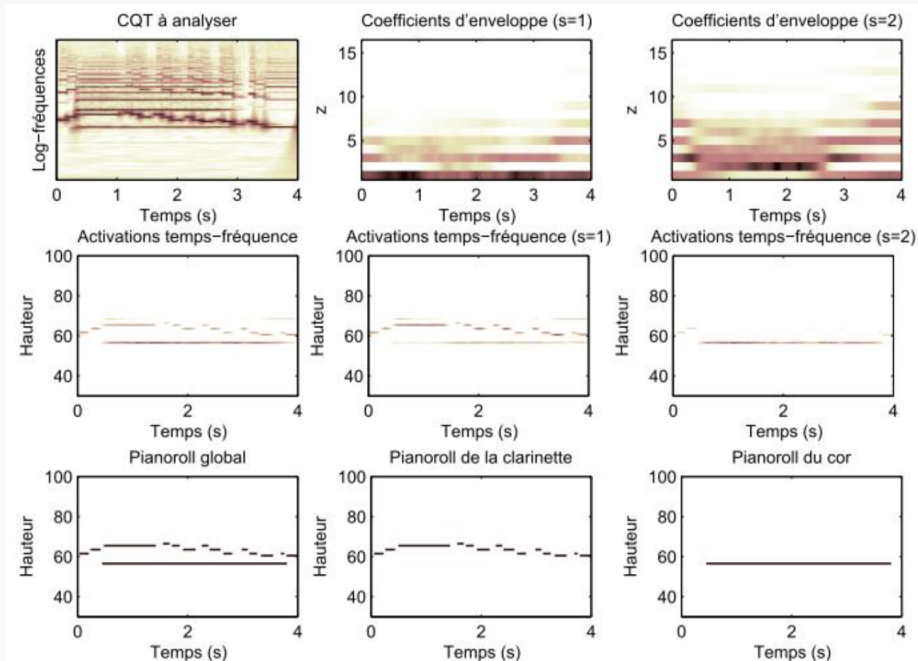 CQT à analyser
Log−fréquences
0 1 2 3 4
Temps (s)
Coefficients d’enveloppe (s=1)
z
15
10
5
0 1 2 3 4
Temps (s)
Coefficients d’enveloppe (s=2)
z
15
10
5
0 1 2 3 4
Temps (s)
Activations temps−fréquence
Hauteur
100
80
60
40
0 2 4
Temps (s)
Activations temps−fréquence (s=1)
Hauteur
100
80
60
40
0 2 4
Temps (s)
Activations temps−fréquence (s=2)
Hauteur
100
80
60
40
0 2 4
Temps (s)
Pianoroll global
Hauteur
100
80
60
40
0 2 4
Temps (s)
Pianoroll de la clarinette
Hauteur
100
80
60
40
0 2 4
Temps (s)
Pianoroll du cor
Hauteur
100
80
60
40
0 2 4
Temps (s)